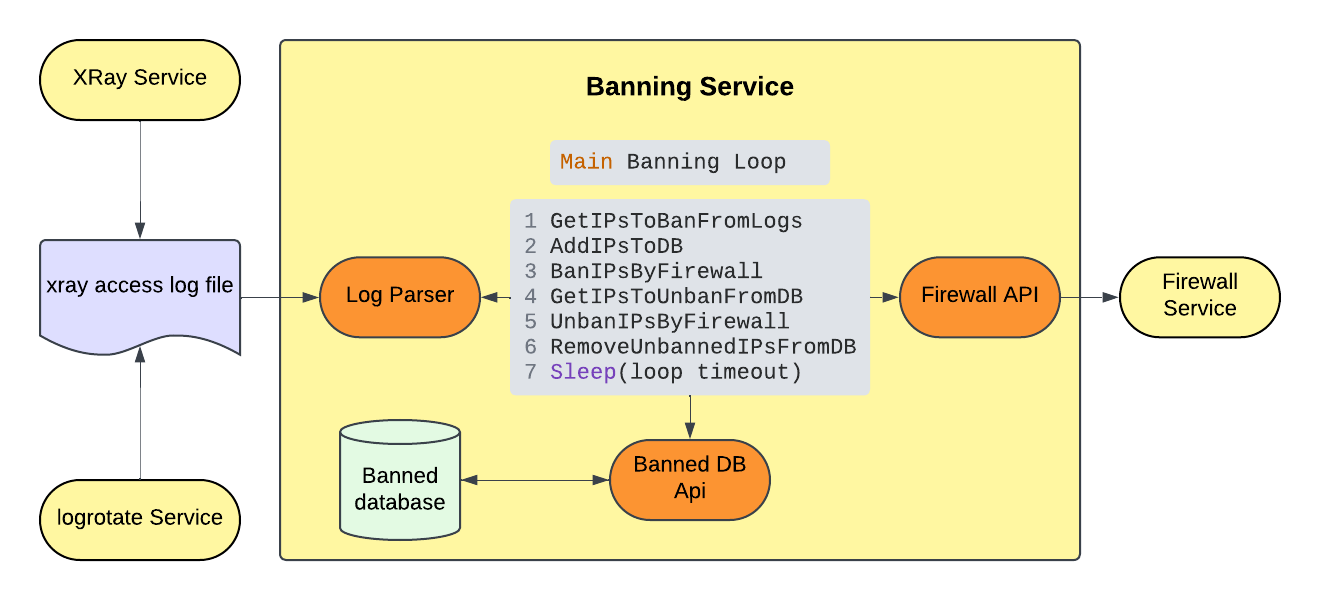 XRay Service
Banning Service
Main Banning Loop
1 GetIPsToBanFromLogs
2 AddIPsToDB
3 BanIPsByFirewall
4 GetIPsToUnbanFromDB
5 UnbanIPsByFirewall
6 RemoveUnbannedIPsFromDB
7 Sleep(loop timeout)
xray access log file
Log Parser
Firewall API
Firewall
Service
Banned
database
Banned DB
Api
logrotate Service